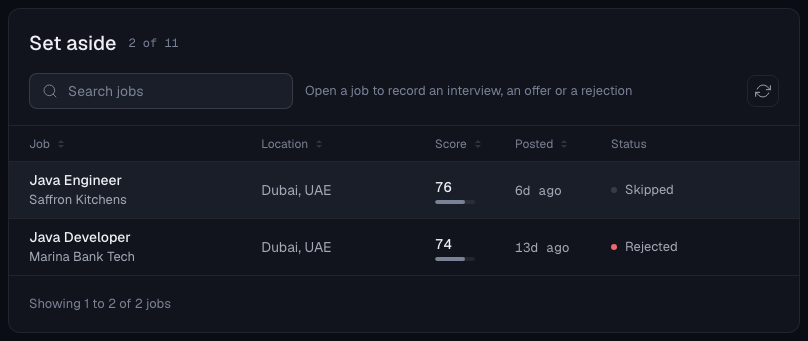 Set aside 2 of 11
Search jobs
Open a job to record an interview, an offer or a rejection
Job Location Score Posted Status
Java Engineer
Saffron Kitchens
Dubai, UAE
76
6d ago
Skipped
Java Developer
Marina Bank Tech
Dubai, UAE
74
13d ago
Rejected
Showing 1 to 2 of 2 jobs